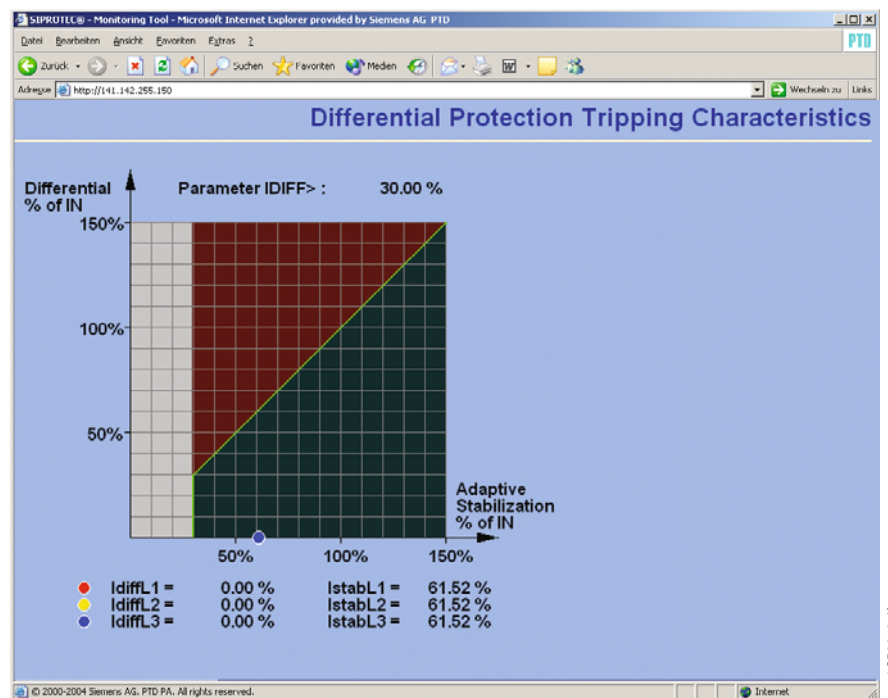 SIPROTEC® - Monitoring Tool - Microsoft Internet Explorer provided by Siemens AG PTD
Datei Bearbeiten Ansicht Favoriten Extras ?
PTD
Zurück Suchen Favoriten Medien
Adresse http://141.142.255.150 Wechseln zu Links
Differential Protection Tripping Characteristics
Differential
% of IN
Parameter IDIFF> : 30.00 %
150%
100%
50%
Adaptive
Stabilization
% of IN
50% 100% 150%
IdiffL1 = 0.00 % IstabL1 = 61.52 %
IdiffL2 = 0.00 % IstabL2 = 61.52 %
IdiffL3 = 0.00 % IstabL3 = 61.52 %
© 2000-2004 Siemens AG. PTD PA. All rights reserved. Internet